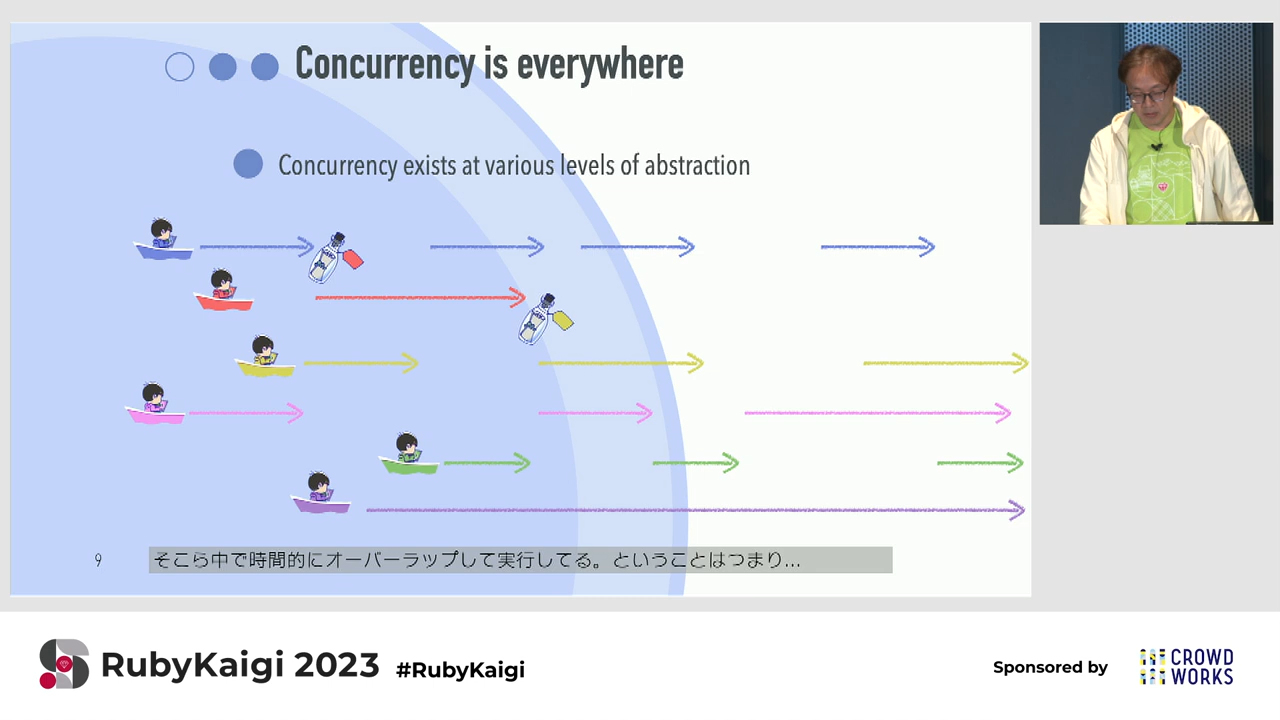 Concurrency is everywhere
Concurrency exists at various levels of abstraction
9
そこら中で時間的にオーバーラップして実行してる。ということはつまり...
RubyKaigi 2023 #RubyKaigi
Sponsored by
CROWD
WORKS